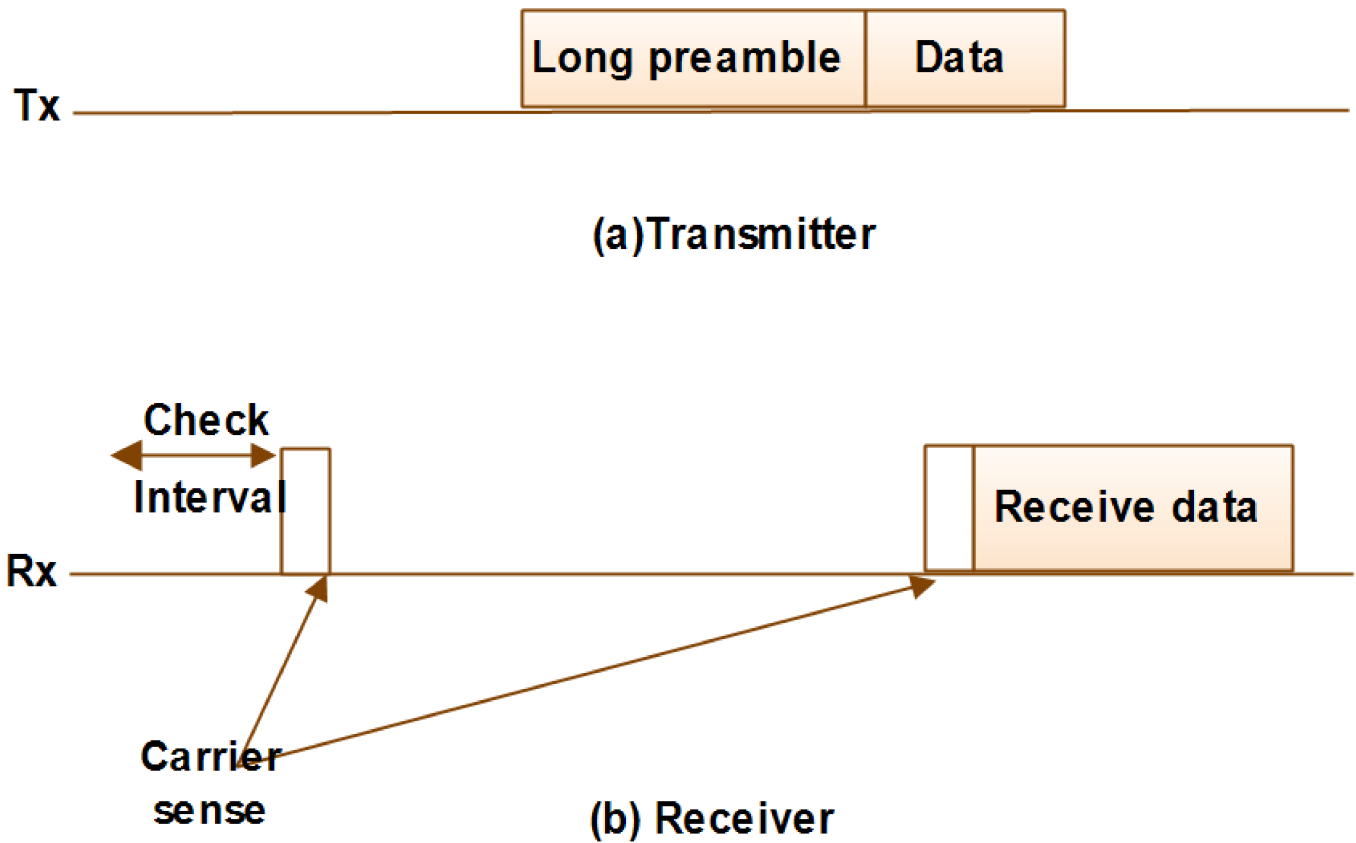 Long preamble
Data
Tx
(a)Transmitter
Check
Interval
Receive data
Rx
Carrier
sense
(b) Receiver